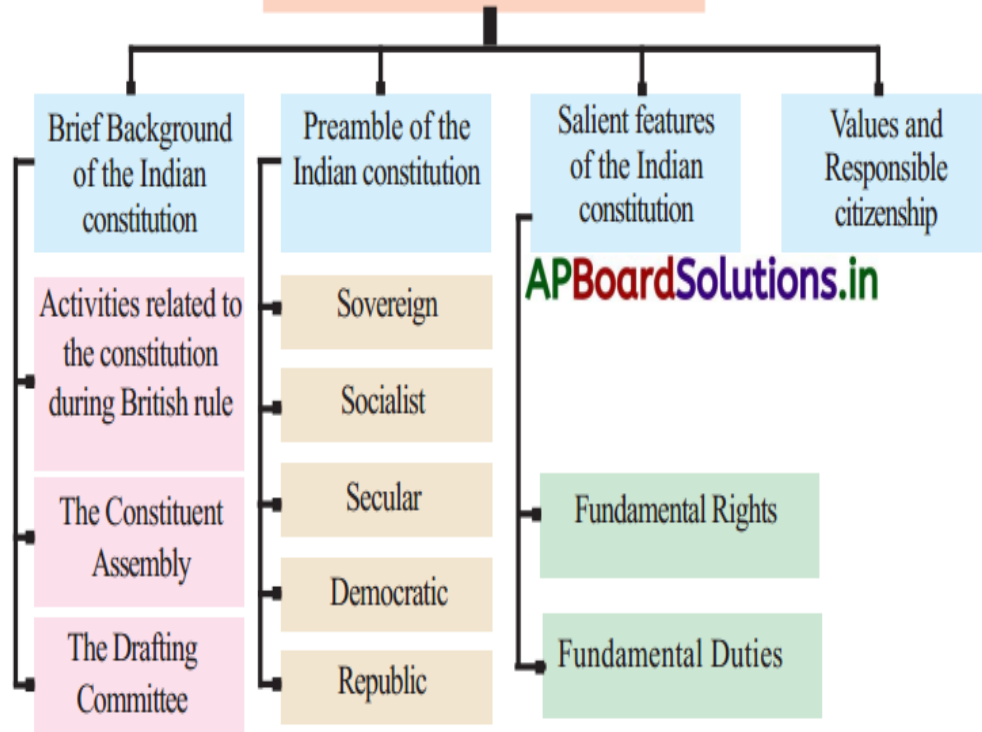 Brief Background
of the Indian
constitution
Preamble of the
Indian constitution
Salient features
of the Indian
constitution
Values and
Responsible
citizenship
APBoardSolutions.in
Activities related to
the constitution
during British rule
The Constituent
Assembly
The Drafting
Committee
Sovereign
Socialist
Secular
Democratic
Republic
Fundamental Rights
Fundamental Duties